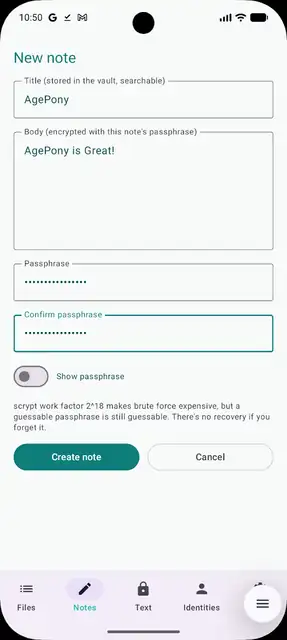 10:50
New note
Title (stored in the vault, searchable)
AgePony
Body (encrypted with this note's passphrase)
AgePony is Great!
Passphrase
••••••••••••••••
Confirm passphrase
••••••••••••••••
Show passphrase
scrypt work factor 2^18 makes brute force expensive, but a
guessable passphrase is still guessable. There's no recovery if you
forget it.
Create note
Cancel
Files
Notes
Text
Identities